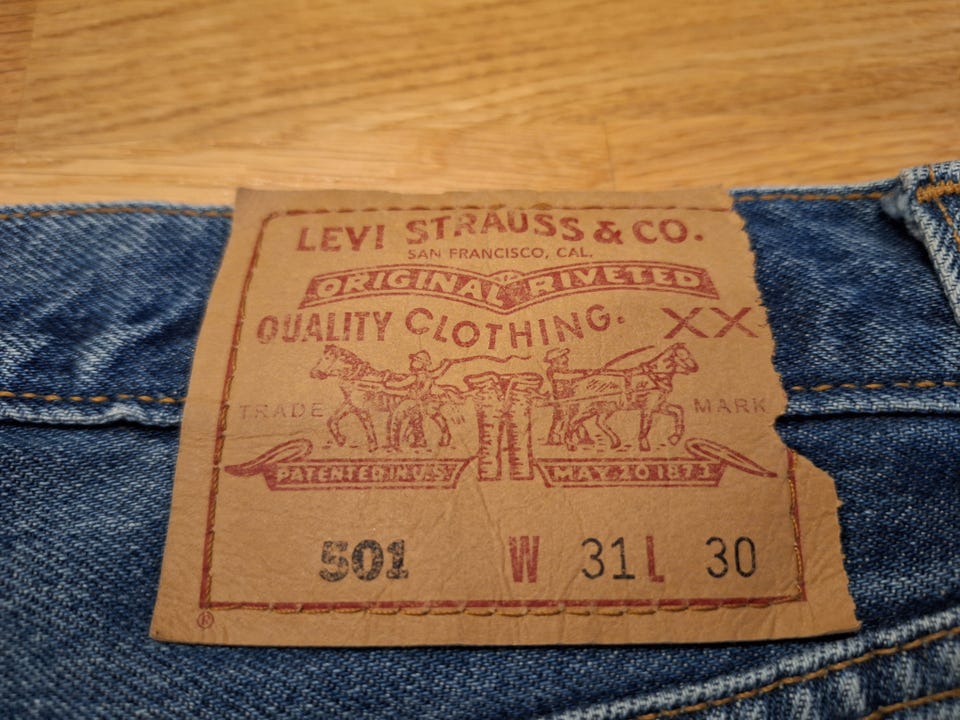 LEVI STRAUSS & CO.
SAN FRANCISCO, CAL.
ORIGINAL RIVETED
QUALITY CLOTHING. XX
TRADE MARK
PATENTED IN U.S. MAY 20 1873
501 W 31 L 30
®